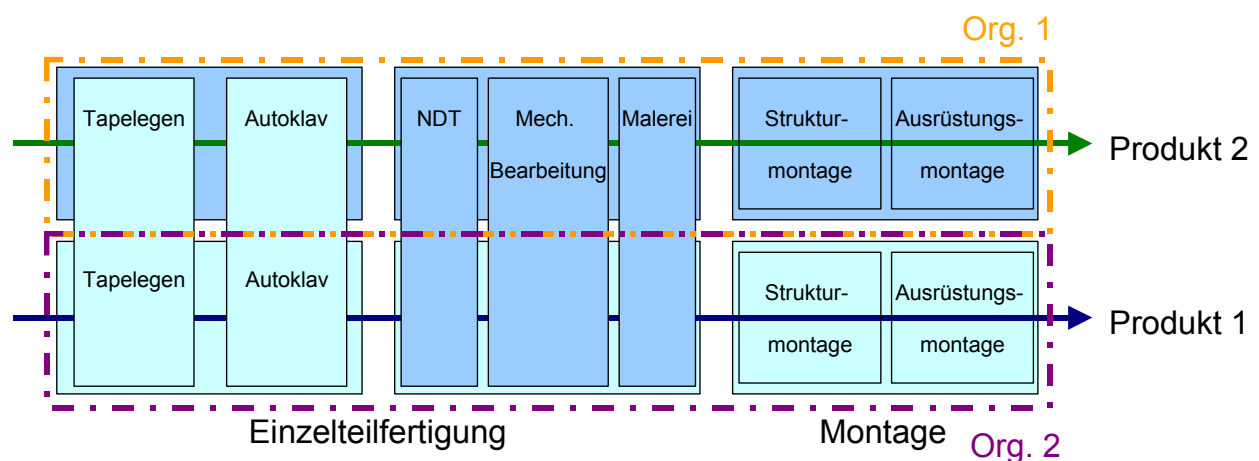 Org. 1
Tapelegen Autoklav NDT Mech. Malerei Struktur- Ausrüstungs-
Produkt 2
Bearbeitung montage montage
Tapelegen Autoklav Struktur- Ausrüstungs-
Produkt 1
montage montage
Einzelteilfertigung Montage
Org. 2